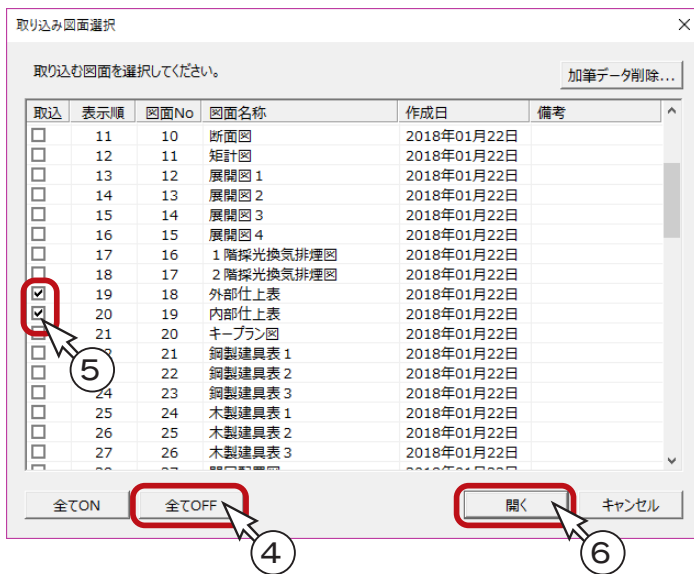 取り込み図面選択
取り込む図面を選択してください。
加筆データ削除...
取込 表示順 図面No 図面名称 作成日 備考
11 10 断面図 2018年01月22日
12 11 矩計図 2018年01月22日
13 12 展開図1 2018年01月22日
14 13 展開図2 2018年01月22日
15 14 展開図3 2018年01月22日
16 15 展開図4 2018年01月22日
17 16 1階採光換気排煙図 2018年01月22日
18 17 2階採光換気排煙図 2018年01月22日
19 18 外部仕上表 2018年01月22日
20 19 内部仕上表 2018年01月22日
21 20 キープラン図 2018年01月22日
21 鋼製建具表1 2018年01月22日
22 鋼製建具表2 2018年01月22日
24 23 鋼製建具表3 2018年01月22日
25 24 木製建具表1 2018年01月22日
26 25 木製建具表2 2018年01月22日
27 26 木製建具表3 2018年01月22日
⑤
全てON 全てOFF 開く キャンセル
④ ⑥